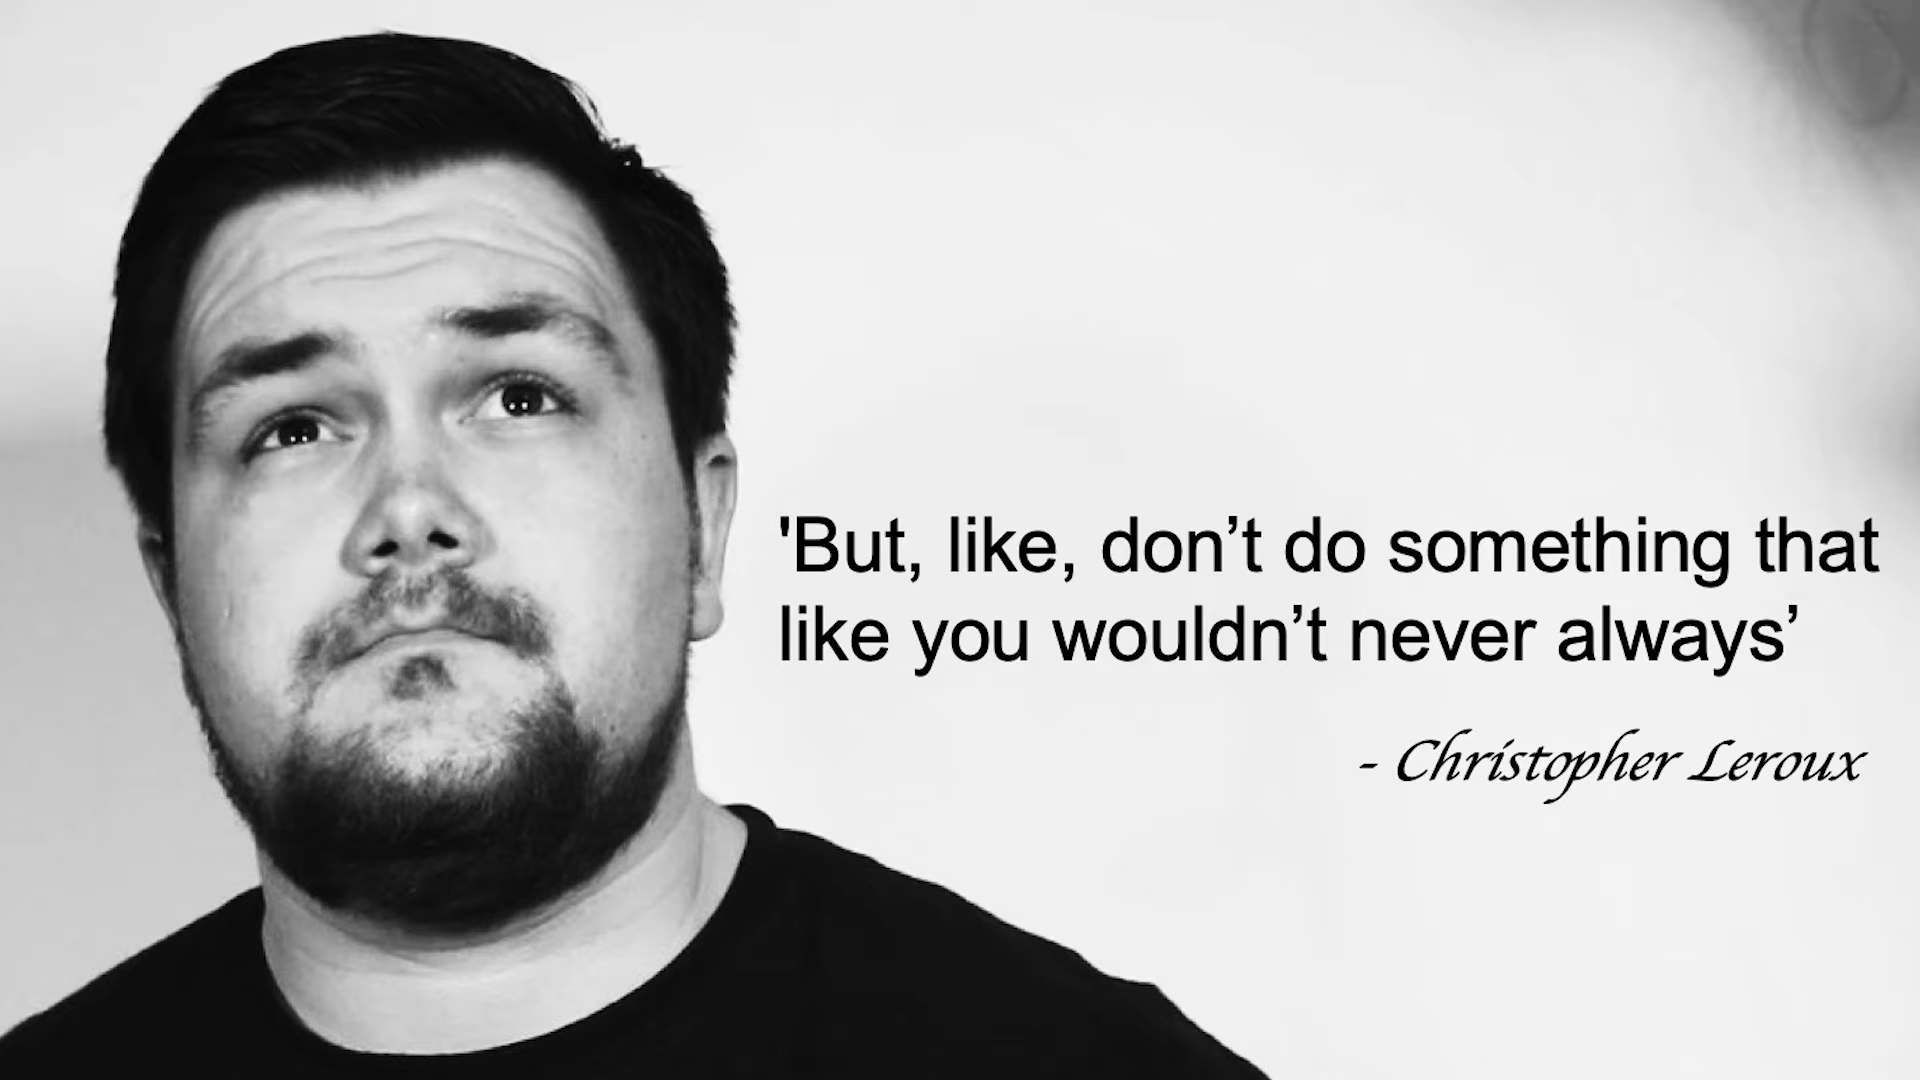 'But, like, don’t do something that
like you wouldn’t never always’
- Christopher Leroux